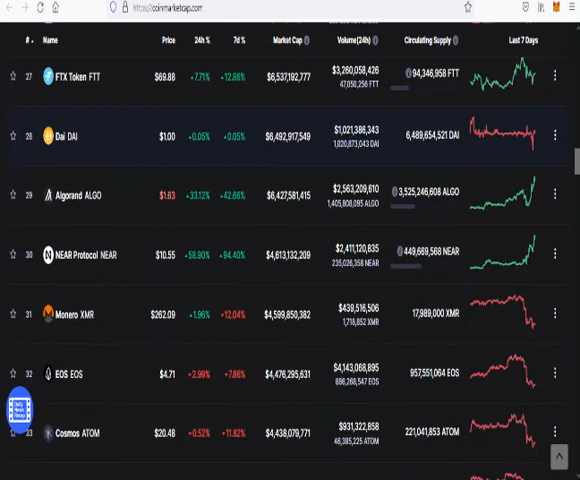 https://coinmarketcap.com
# Name Price 24h % 7d % Market Cap Volume(24h) Circulating Supply Last 7 Days
27 FTX Token FTT $69.88 7.71% 12.86% $6,537,192,777 $3,260,058,426 94,346,958 FTT
47,050,256 FTT
28 Dai DAI $1.00 0.05% 0.05% $6,492,917,549 $1,021,386,343 6,489,654,521 DAI
1,020,873,043 DAI
29 Algorand ALGO $1.63 33.12% 42.66% $6,427,581,415 $2,563,209,610 3,525,246,608 ALGO
1,405,808,095 ALGO
30 NEAR Protocol NEAR $10.55 58.90% 94.40% $4,613,132,209 $2,411,120,835 449,669,568 NEAR
235,026,358 NEAR
31 Monero XMR $262.09 1.96% 12.04% $4,599,850,382 $439,516,506 17,989,000 XMR
1,718,852 XMR
32 EOS EOS $4.71 2.99% 7.86% $4,476,295,631 $4,143,068,895 957,551,064 EOS
886,268,547 EOS
Daily
News
33 Cosmos ATOM $20.48 0.52% 11.82% $4,438,079,771 $931,322,858 221,041,853 ATOM
46,385,225 ATOM